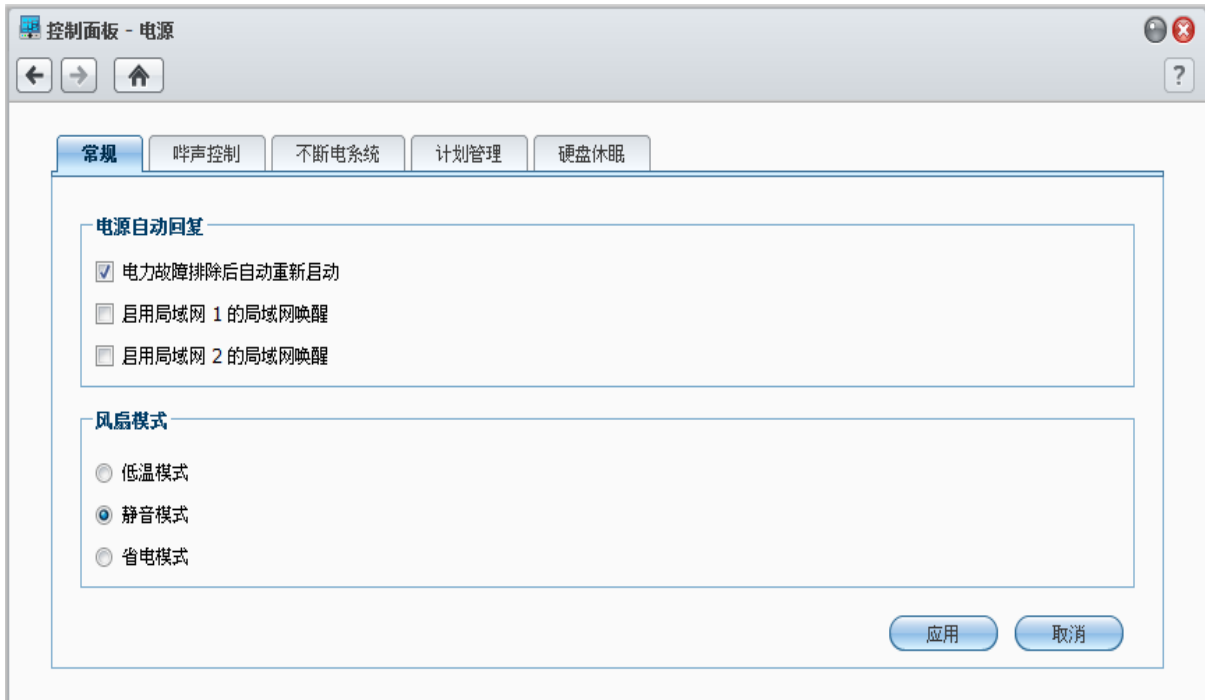 控制面板 - 电源
?
常规 哔声控制 不断电系统 计划管理 硬盘休眠
电源自动回复
电力故障排除后自动重新启动
启用局域网 1 的局域网唤醒
启用局域网 2 的局域网唤醒
风扇模式
低温模式
静音模式
省电模式
应用 取消